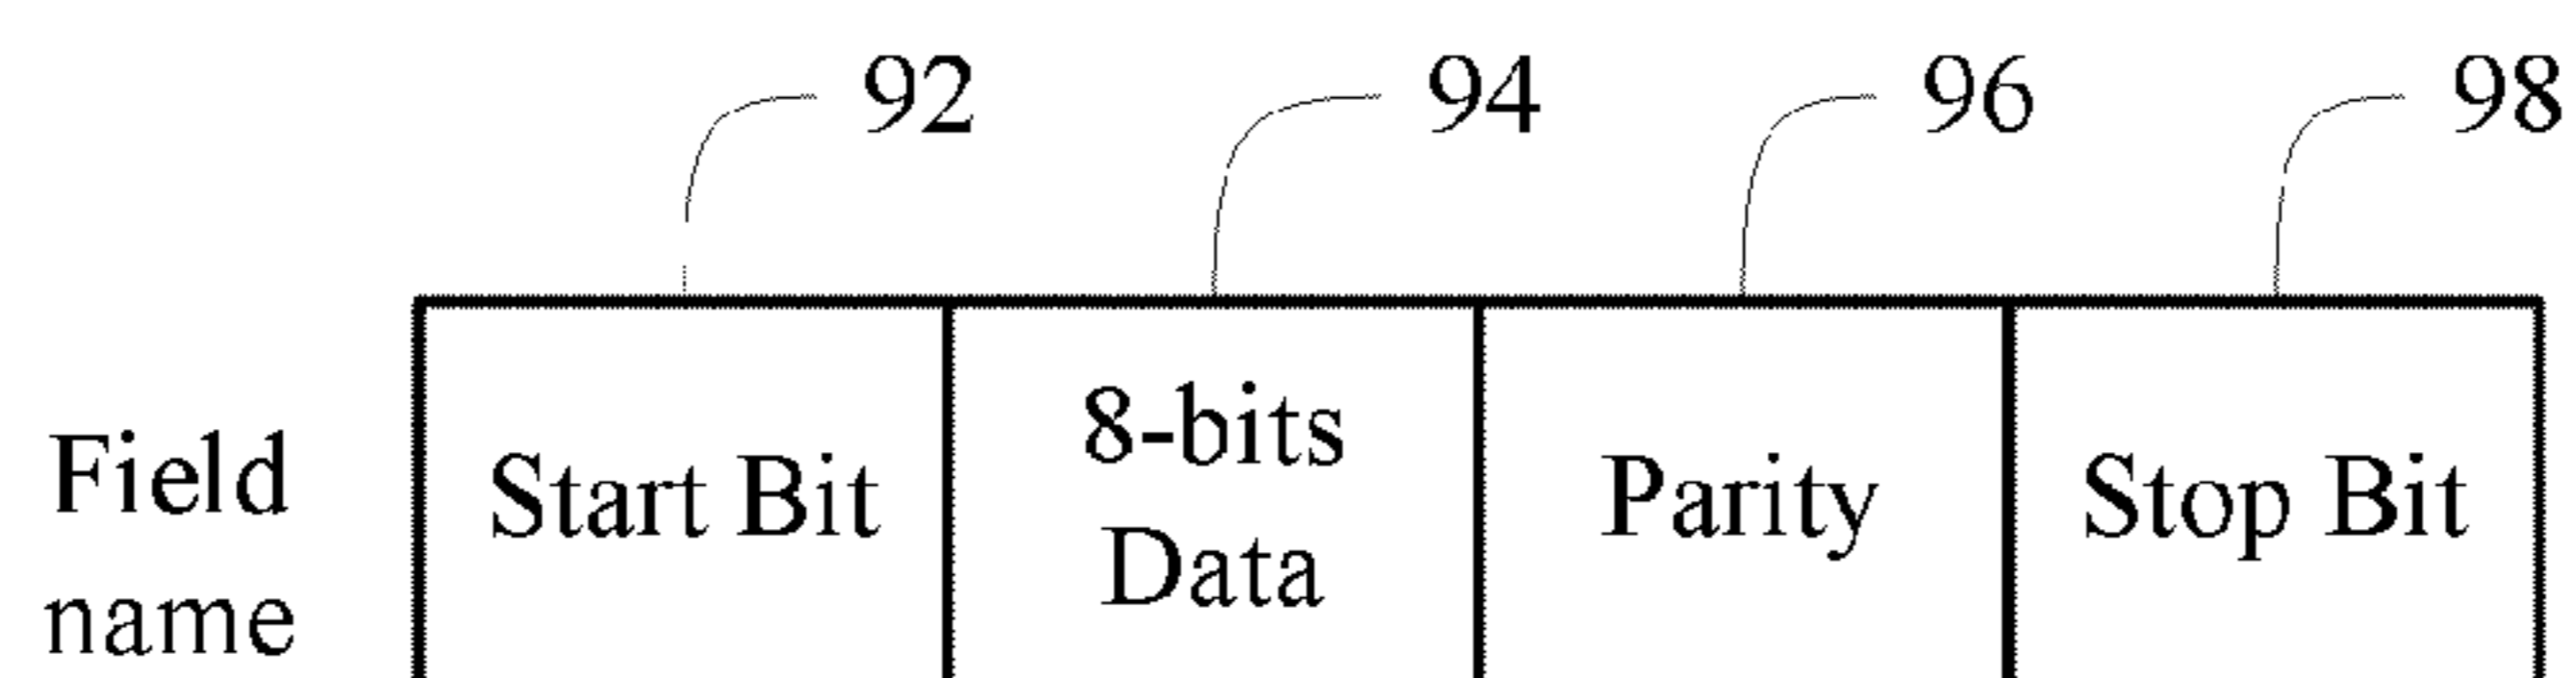 92 94 96 98
Field name
Start Bit
8-bits
Data
Parity
Stop Bit